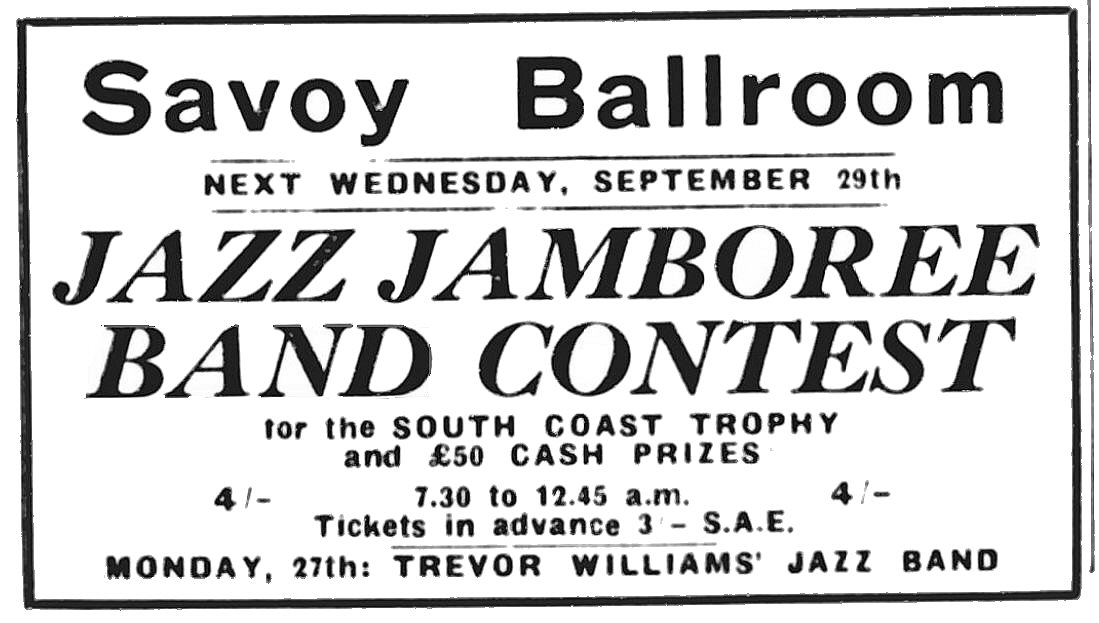 Savoy Ballroom
NEXT WEDNESDAY, SEPTEMBER 29th
JAZZ JAMBOREE
BAND CONTEST
for the SOUTH COAST TROPHY
and £50 CASH PRIZES
4/- 7.30 to 12.45 a.m. 4/-
Tickets in advance 3/- S.A.E.
MONDAY, 27th: TREVOR WILLIAMS' JAZZ BAND